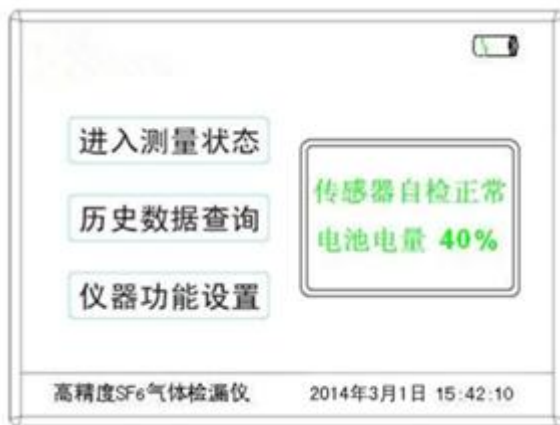 进入测量状态
历史数据查询
仪器功能设置
传感器自检正常
电池电量 40%
高精度SF6气体检漏仪 2014年3月1日 15:42:10